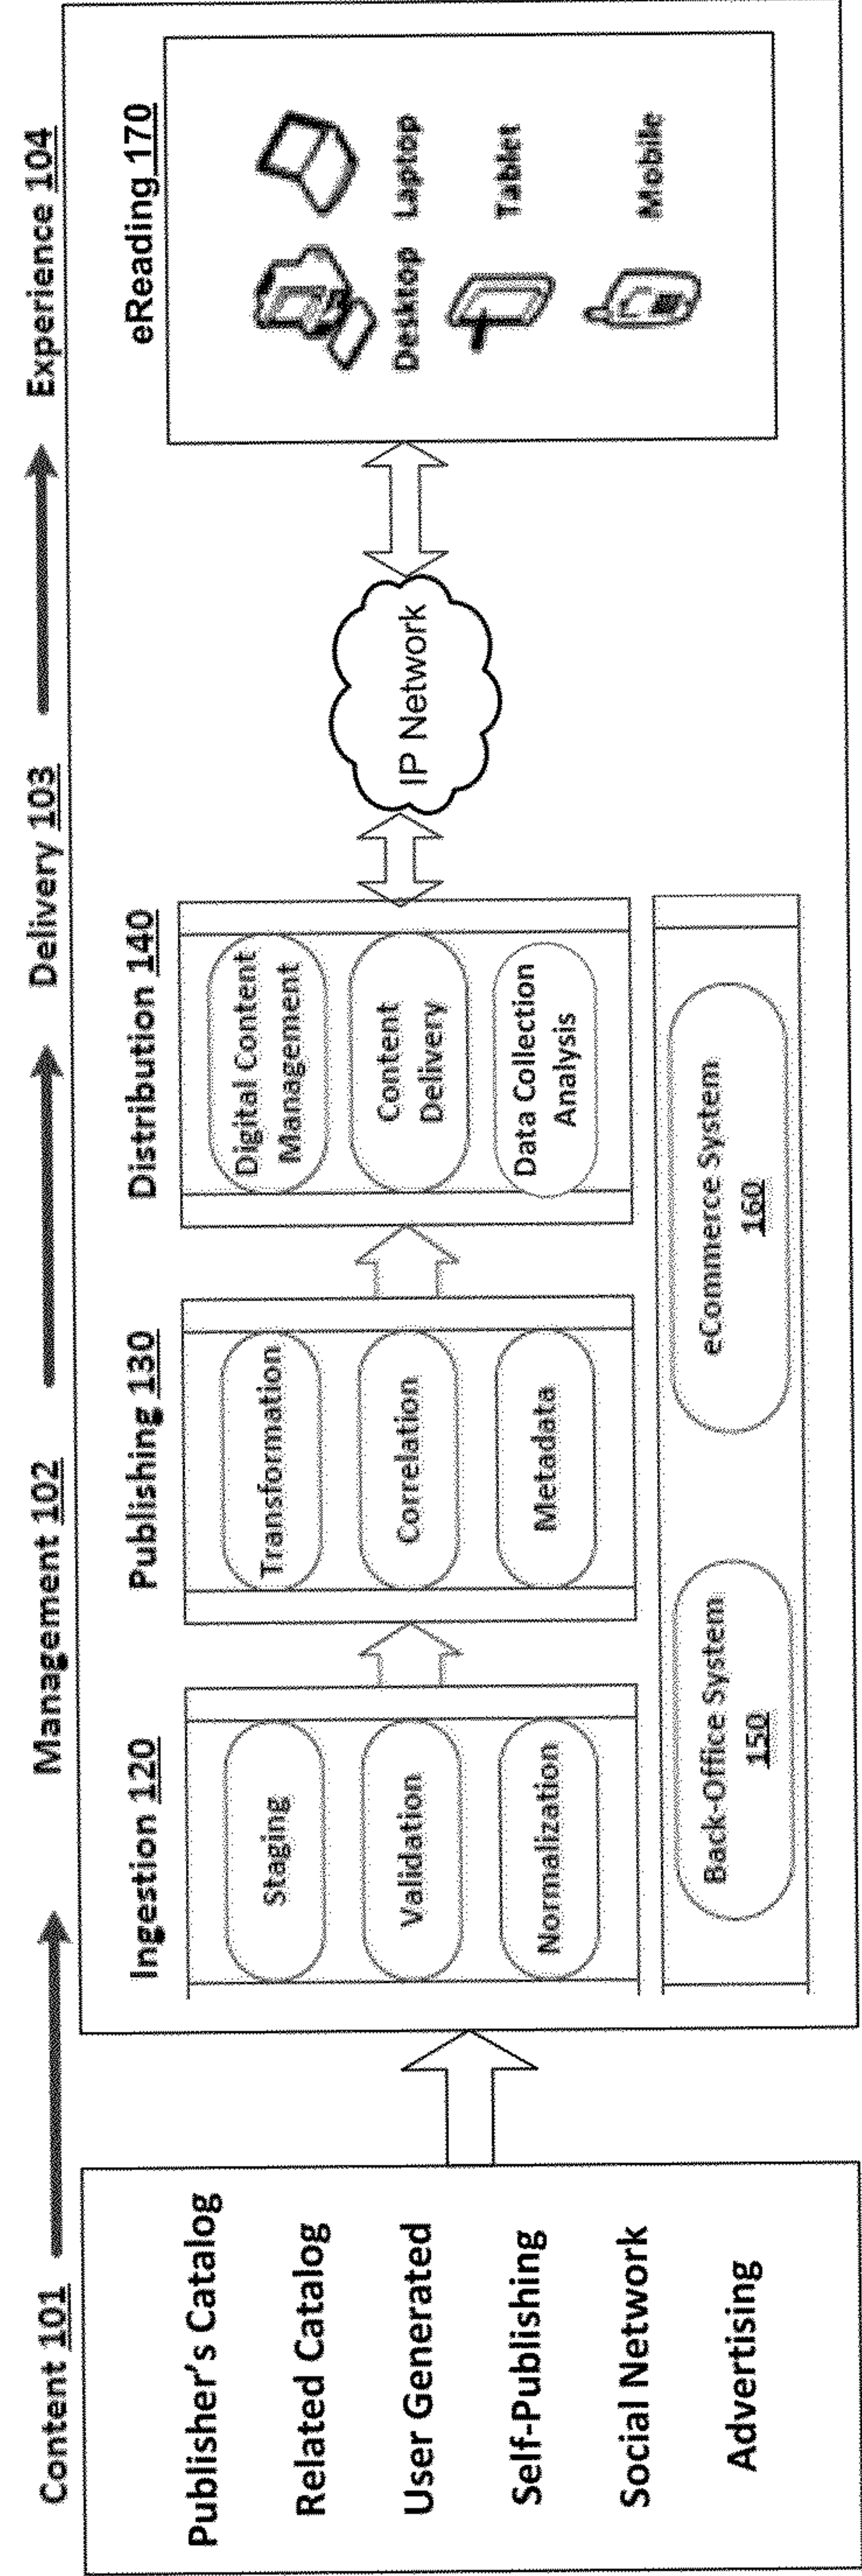 Content 101
Management 102
Delivery 103
Experience 104
Publisher's Catalog
Related Catalog
User Generated
Self-Publishing
Social Network
Advertising
Ingestion 120
Staging
Validation
Normalization
Publishing 130
Transformation
Correlation
Metadata
Distribution 140
Digital Content
Management
Content
Delivery
Data Collection
Analysis
Back-Office System
150
eCommerce System
160
IP Network
eReading 170
Desktop
Laptop
Tablet
Mobile